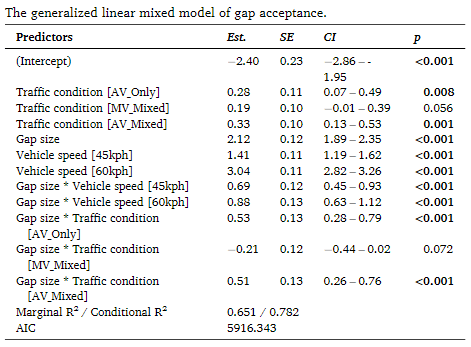 The generalized linear mixed model of gap acceptance.
Predictors Est. SE CI p
(Intercept) −2.40 0.23 −2.86 – - <0.001
1.95
Traffic condition [AV_Only] 0.28 0.11 0.07 – 0.49 0.008
Traffic condition [MV_Mixed] 0.19 0.10 −0.01 – 0.39 0.056
Traffic condition [AV_Mixed] 0.33 0.10 0.13 – 0.53 0.001
Gap size 2.12 0.12 1.89 – 2.35 <0.001
Vehicle speed [45kph] 1.41 0.11 1.19 – 1.62 <0.001
Vehicle speed [60kph] 3.04 0.11 2.82 – 3.26 <0.001
Gap size * Vehicle speed [45kph] 0.69 0.12 0.45 – 0.93 <0.001
Gap size * Vehicle speed [60kph] 0.88 0.13 0.63 – 1.12 <0.001
Gap size * Traffic condition 0.53 0.13 0.28 – 0.79 <0.001
[AV_Only]
Gap size * Traffic condition −0.21 0.12 −0.44 – 0.02 0.072
[MV_Mixed]
Gap size * Traffic condition 0.51 0.13 0.26 – 0.76 <0.001
[AV_Mixed]
Marginal R² / Conditional R² 0.651 / 0.782
AIC 5916.343